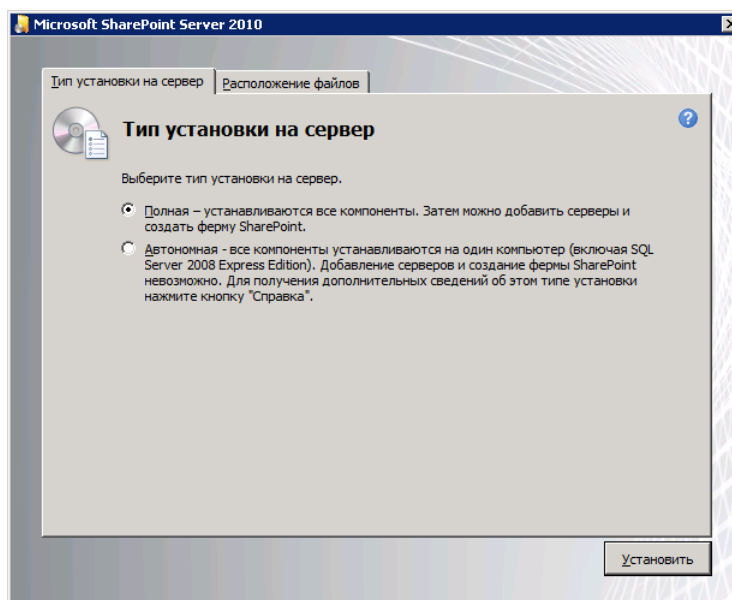 Microsoft SharePoint Server 2010
Тип установки на сервер
Расположение файлов
Тип установки на сервер
Выберите тип установки на сервер.
Полная – устанавливаются все компоненты. Затем можно добавить серверы и
создать ферму SharePoint.
Автономная - все компоненты устанавливаются на один компьютер (включая SQL
Server 2008 Express Edition). Добавление серверов и создание фермы SharePoint
невозможно. Для получения дополнительных сведений об этом типе установки
нажмите кнопку "Справка".
Установить